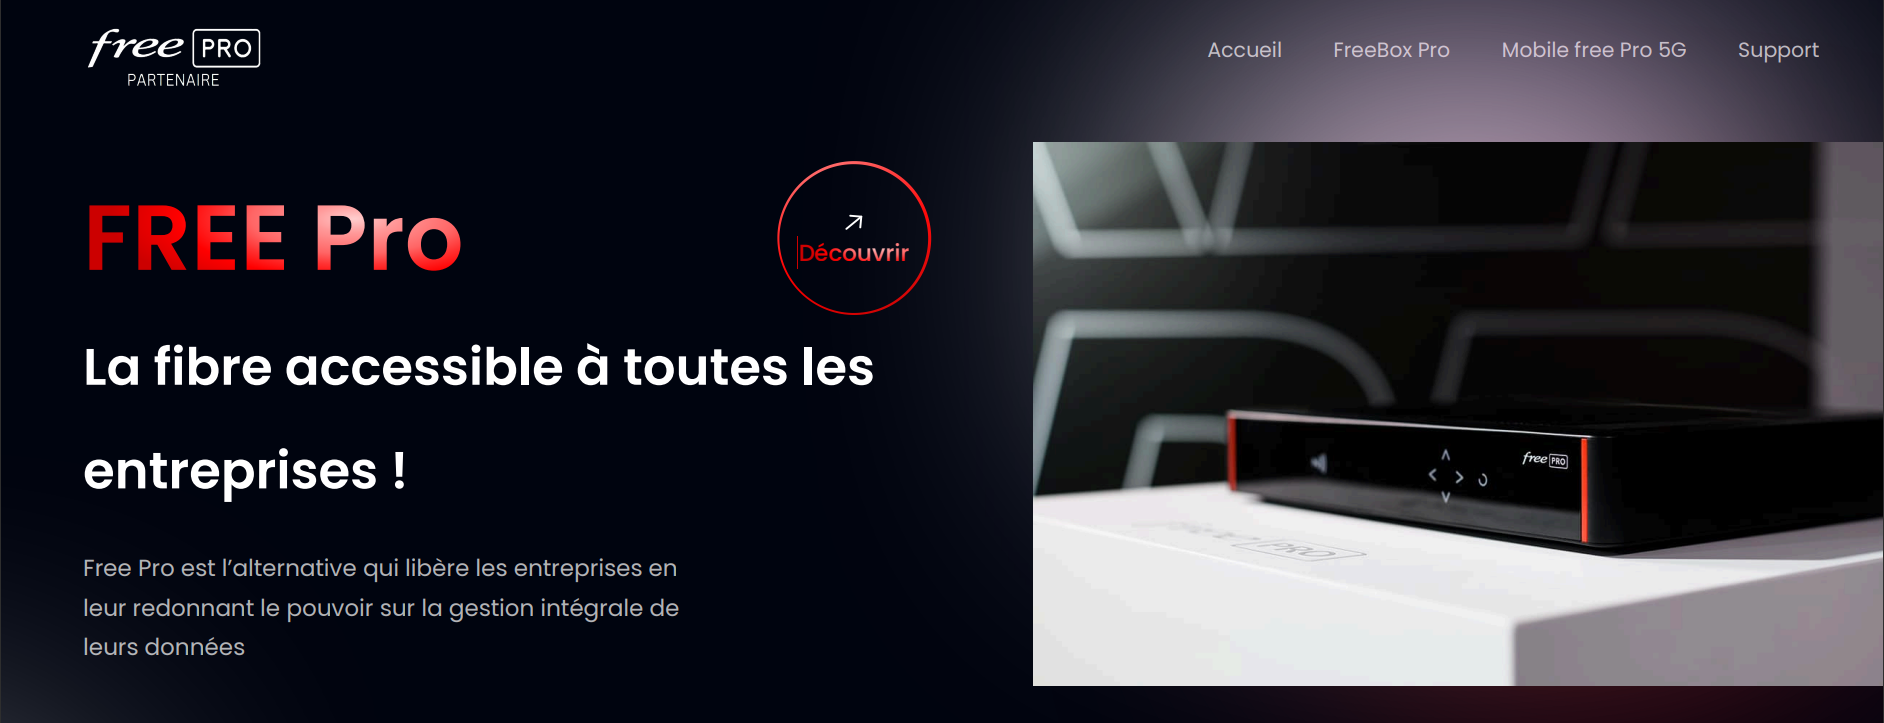 free PRO
PARTENAIRE
Accueil FreeBox Pro Mobile free Pro 5G Support
FREE Pro
Découvrir
La fibre accessible à toutes les
entreprises !
Free Pro est l’alternative qui libère les entreprises en
leur redonnant le pouvoir sur la gestion intégrale de
leurs données
free PRO
PRO